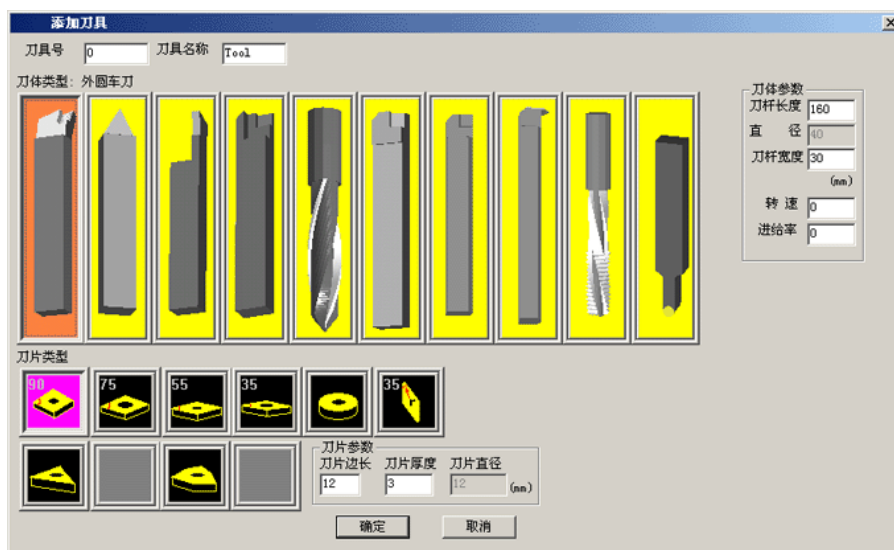 添加刀具
刀具号 0 刀具名称 Tool
刀体类型: 外圆车刀
刀体参数
刀杆长度 160
直 径 40
刀杆宽度 30
(mm)
转 速 0
进给率 0
刀片类型
90 75 55 35 35
刀片参数
刀片边长 刀片厚度 刀片直径
12 3 12 (mm)
确定 取消